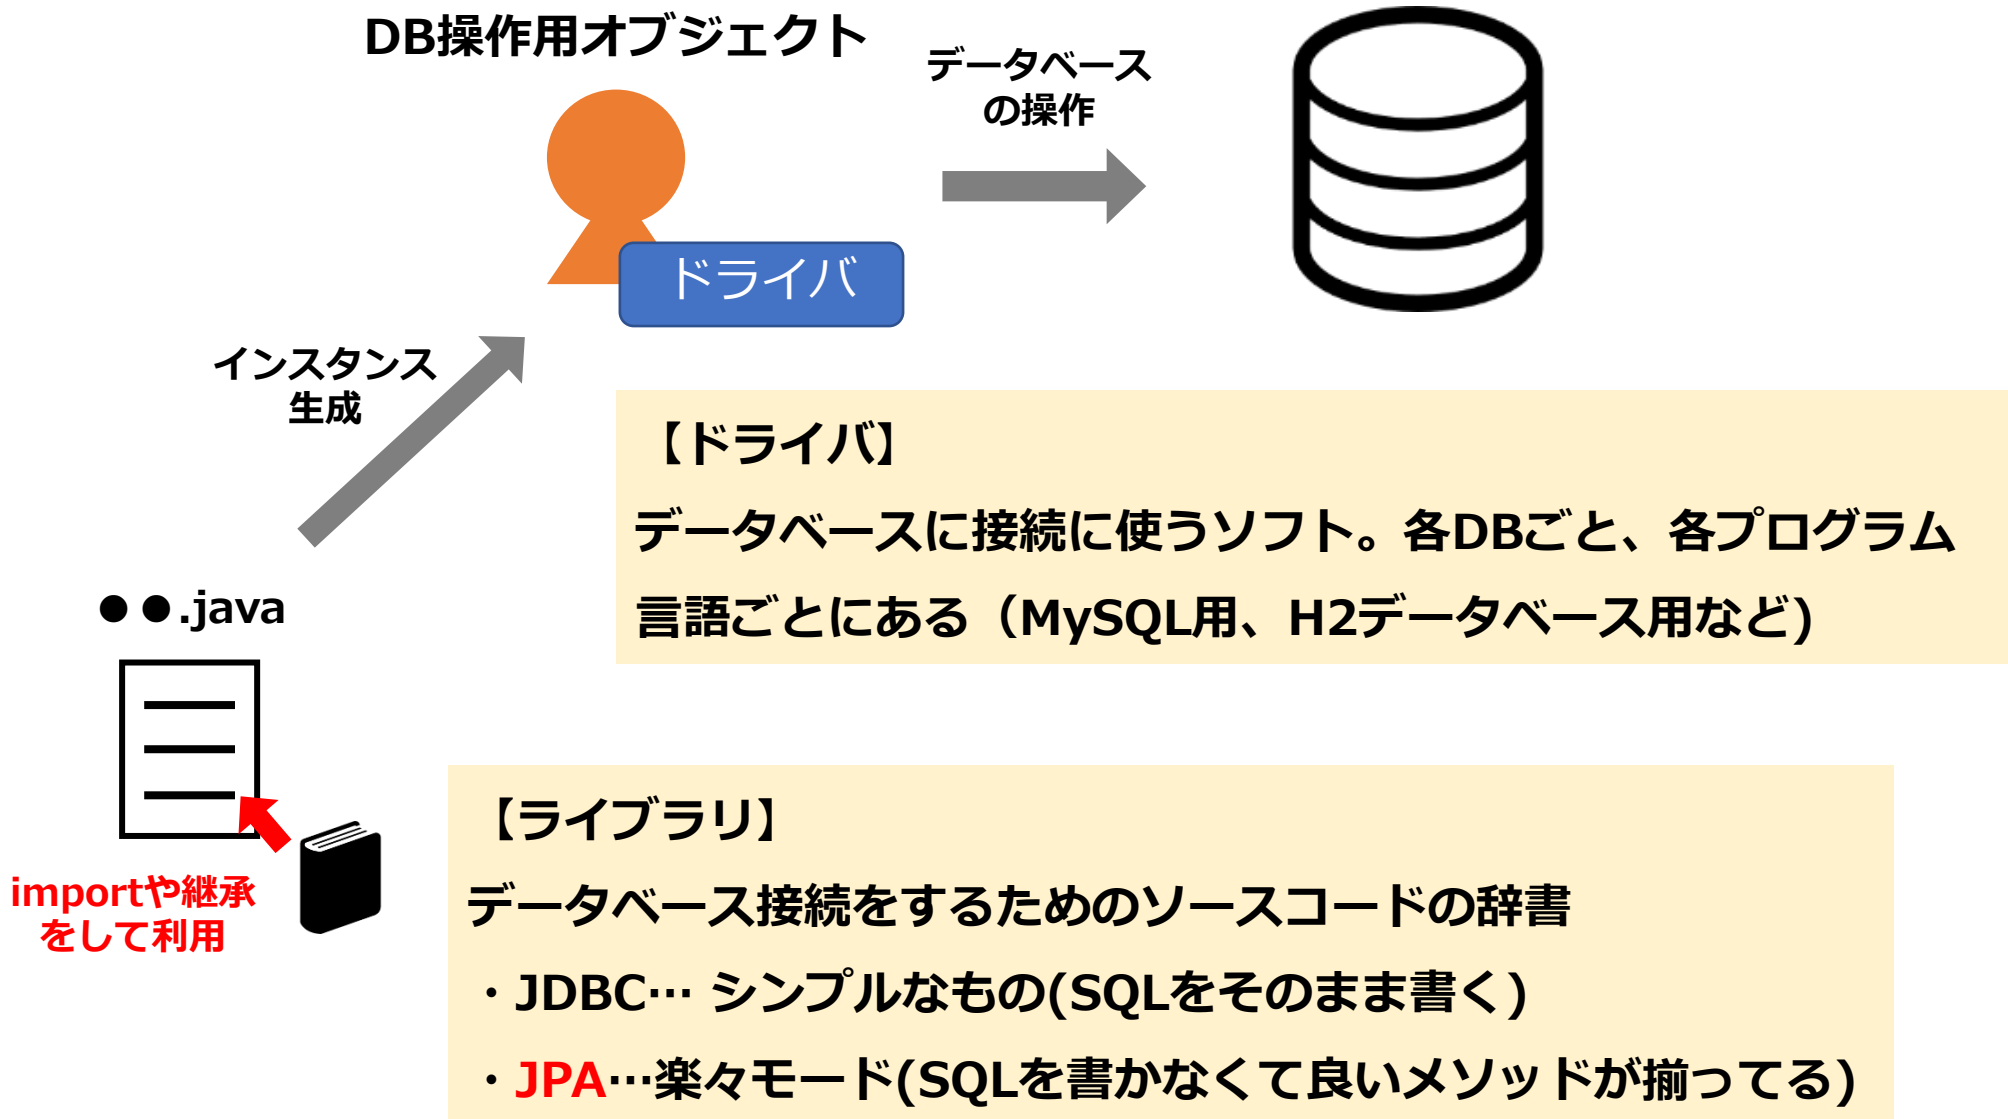 DB操作用オブジェクト
データベース
の操作
ドライバ
インスタンス
生成
【ドライバ】
データベースに接続に使うソフト。各DBごと、各プログラム
言語ごとにある（MySQL用、H2データベース用など)
●●.java
importや継承
をして利用
【ライブラリ】
データベース接続をするためのソースコードの辞書
・JDBC… シンプルなもの(SQLをそのまま書く)
・JPA…楽々モード(SQLを書かなくて良いメソッドが揃ってる)